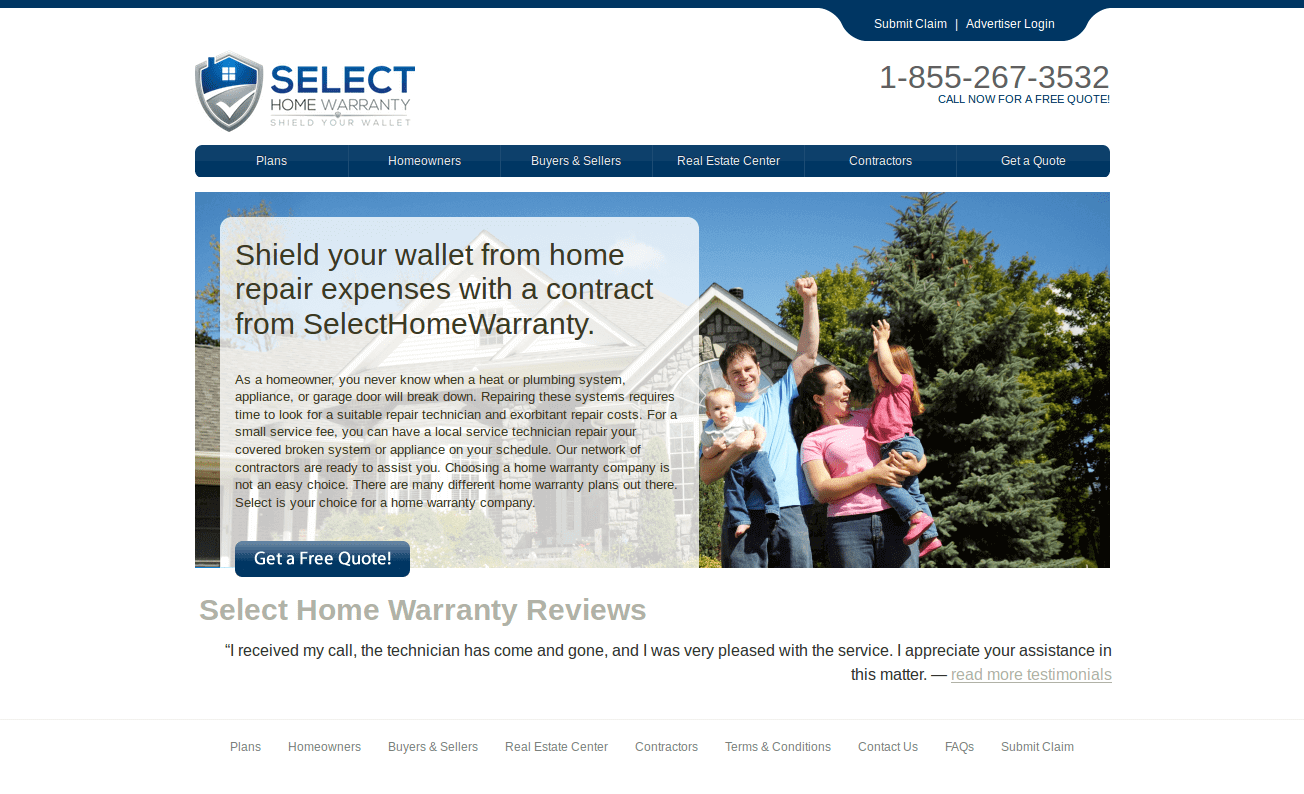 Submit Claim | Advertiser Login
SELECT
HOME WARRANTY
SHIELD YOUR WALLET
1-855-267-3532
CALL NOW FOR A FREE QUOTE!
Plans Homeowners Buyers & Sellers Real Estate Center Contractors Get a Quote
Shield your wallet from home
repair expenses with a contract
from SelectHomeWarranty.
As a homeowner, you never know when a heat or plumbing system,
appliance, or garage door will break down. Repairing these systems requires
time to look for a suitable repair technician and exorbitant repair costs. For a
small service fee, you can have a local service technician repair your
covered broken system or appliance on your schedule. Our network of
contractors are ready to assist you. Choosing a home warranty company is
not an easy choice. There are many different home warranty plans out there.
Select is your choice for a home warranty company.
Get a Free Quote!
Select Home Warranty Reviews
“I received my call, the technician has come and gone, and I was very pleased with the service. I appreciate your assistance in
this matter. — read more testimonials
Plans Homeowners Buyers & Sellers Real Estate Center Contractors Terms & Conditions Contact Us FAQs Submit Claim